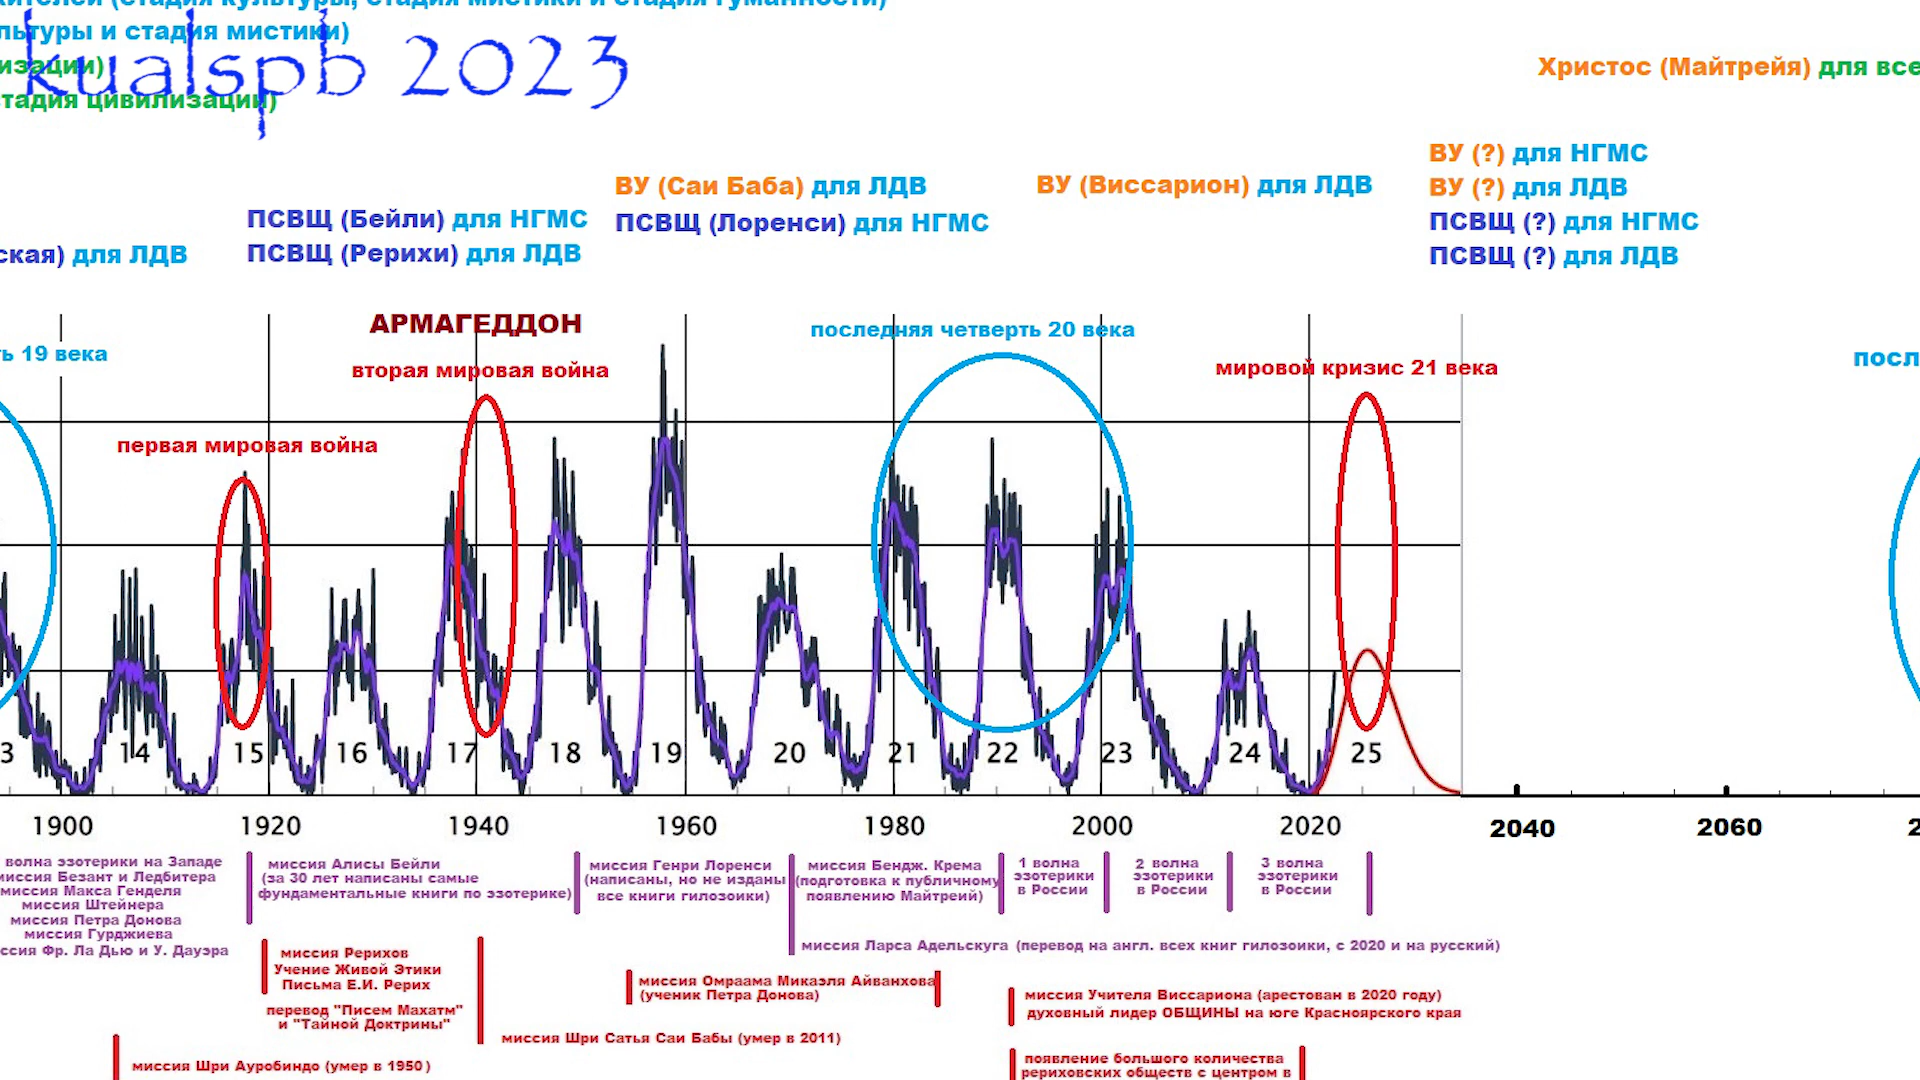 жителей (стадия культуры, стадия мистики и стадия гуманности)
льтуры и стадия мистики)
изации)
стадия цивилизации)
kualspb 2023
Христос (Майтрейя) для все
ВУ (?) для НГМС
ВУ (?) для ЛДВ
ПСВЩ (?) для НГМС
ПСВЩ (?) для ЛДВ
ВУ (Саи Баба) для ЛДВ
ПСВЩ (Лоренси) для НГМС
ВУ (Виссарион) для ЛДВ
ПСВЩ (Бейли) для НГМС
ПСВЩ (Рерихи) для ЛДВ
ская) для ЛДВ
АРМАГЕДДОН
вторая мировая война
последняя четверть 20 века
мировой кризис 21 века
ь 19 века
посл
первая мировая война
3 14 15 16 17 18 19 20 21 22 23 24 25
1900 1920 1940 1960 1980 2000 2020 2040 2060 2
волна эзотерики на Западе
миссия Безант и Ледбитера
миссия Макса Генделя
миссия Штейнера
миссия Петра Донова
миссия Гурджиева
ссия Фр. Ла Дью и У. Дауэра
миссия Алисы Бейли
(за 30 лет написаны самые
фундаментальные книги по эзотерике)
миссия Генри Лоренси
(написаны, но не изданы
все книги гилозоики)
миссия Бендж. Крема
(подготовка к публичному
появлению Майтреий)
1 волна
эзотерики
в России
2 волна
эзотерики
в России
3 волна
эзотерики
в России
миссия Ларса Адельскуга (перевод на англ. всех книг гилозоики, с 2020 и на русский)
миссия Рерихов
Учение Живой Этики
Письма Е.И. Рерих
перевод "Писем Махатм"
и "Тайной Доктрины"
миссия Омраама Микаэля Айванхова
(ученик Петра Донова)
миссия Учителя Виссариона (арестован в 2020 году)
духовный лидер ОБЩИНЫ на юге Красноярского края
миссия Шри Сатья Саи Бабы (умер в 2011)
миссия Шри Ауробиндо (умер в 1950)
появление большого количества
рериховских обществ с центром в